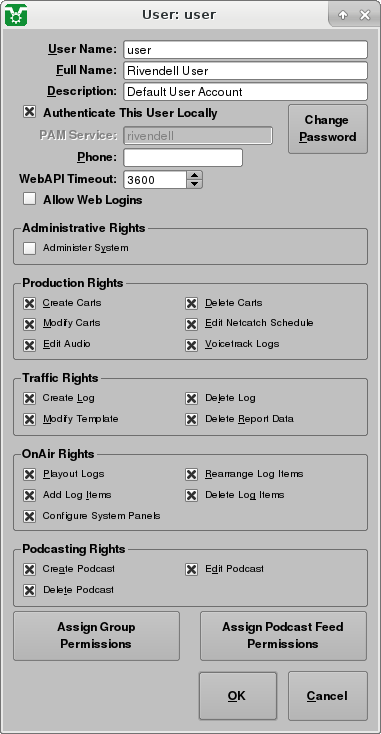 User: user
User Name: user
Full Name: Rivendell User
Description: Default User Account
Authenticate This User Locally
Change Password
PAM Service: rivendell
Phone:
WebAPI Timeout: 3600
Allow Web Logins
Administrative Rights
Administer System
Production Rights
Create Carts Delete Carts
Modify Carts Edit Netcatch Schedule
Edit Audio Voicetrack Logs
Traffic Rights
Create Log Delete Log
Modify Template Delete Report Data
OnAir Rights
Playout Logs Rearrange Log Items
Add Log Items Delete Log Items
Configure System Panels
Podcasting Rights
Create Podcast Edit Podcast
Delete Podcast
Assign Group Permissions
Assign Podcast Feed Permissions
OK Cancel